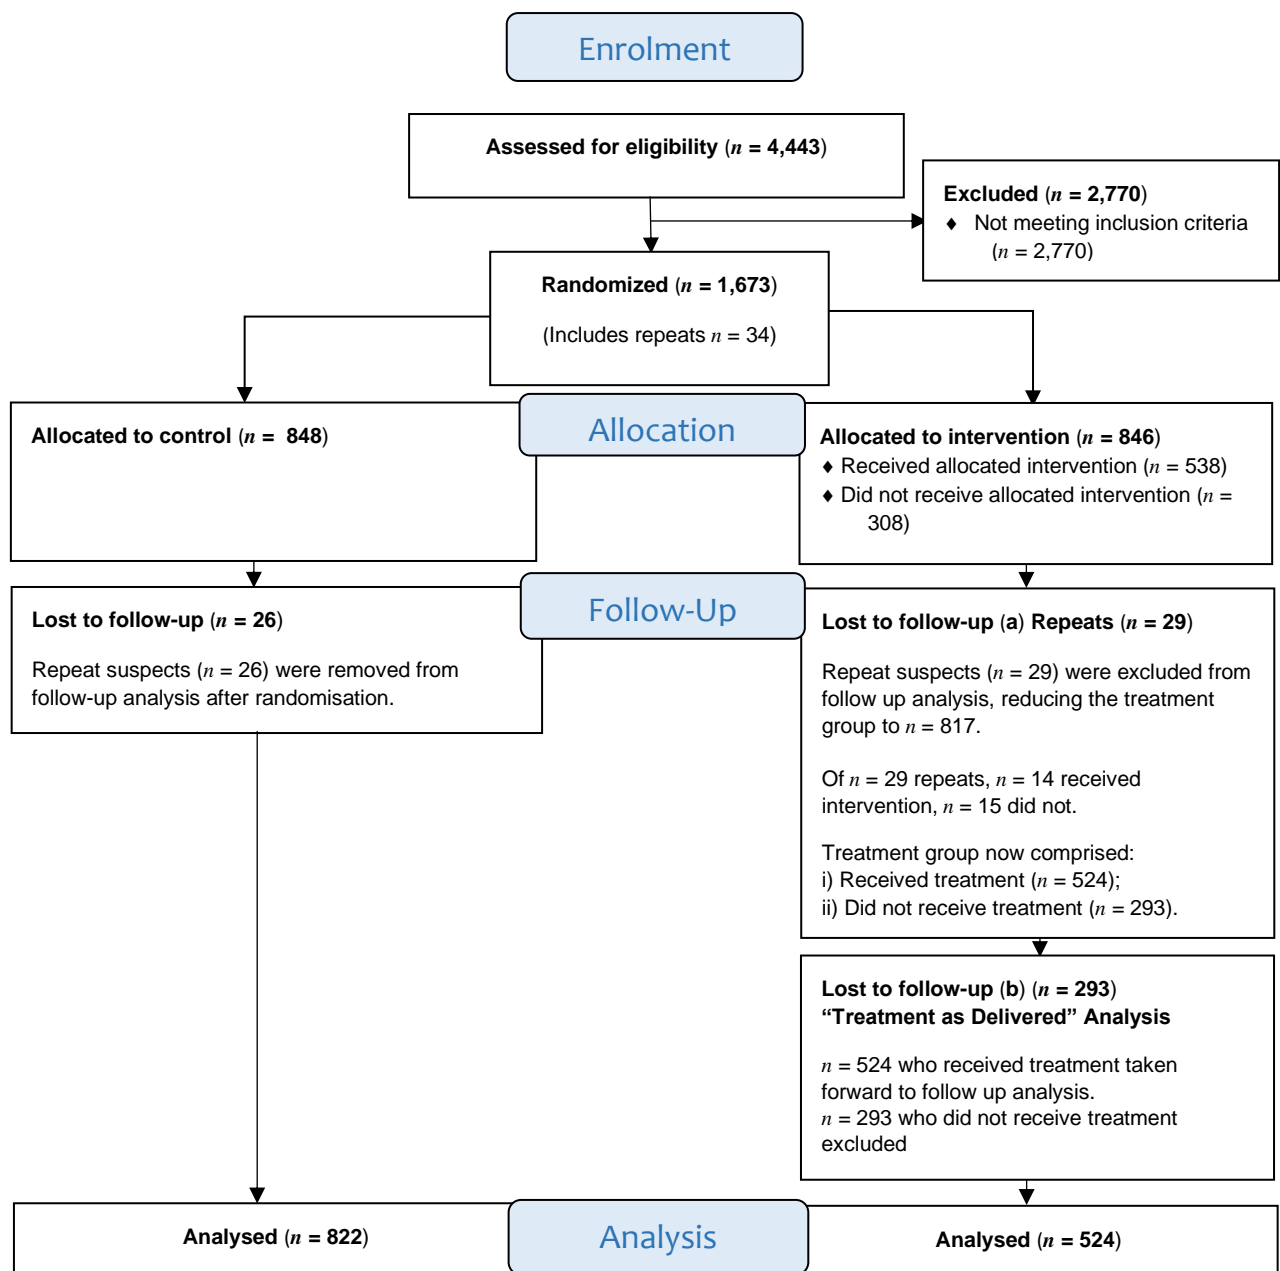 Enrolment
Assessed for eligibility (n = 4,443)
Excluded (n = 2,770)
♦ Not meeting inclusion criteria
(n = 2,770)
Randomized (n = 1,673)
(Includes repeats n = 34)
Allocation
Allocated to control (n = 848)
Allocated to intervention (n = 846)
♦ Received allocated intervention (n = 538)
♦ Did not receive allocated intervention (n =
308)
Follow-Up
Lost to follow-up (n = 26)
Repeat suspects (n = 26) were removed from
follow-up analysis after randomisation.
Lost to follow-up (a) Repeats (n = 29)
Repeat suspects (n = 29) were excluded from
follow up analysis, reducing the treatment
group to n = 817.
Of n = 29 repeats, n = 14 received
intervention, n = 15 did not.
Treatment group now comprised:
i) Received treatment (n = 524);
ii) Did not receive treatment (n = 293).
Lost to follow-up (b) (n = 293)
“Treatment as Delivered” Analysis
n = 524 who received treatment taken
forward to follow up analysis.
n = 293 who did not receive treatment
excluded
Analysis
Analysed (n = 822)
Analysed (n = 524)